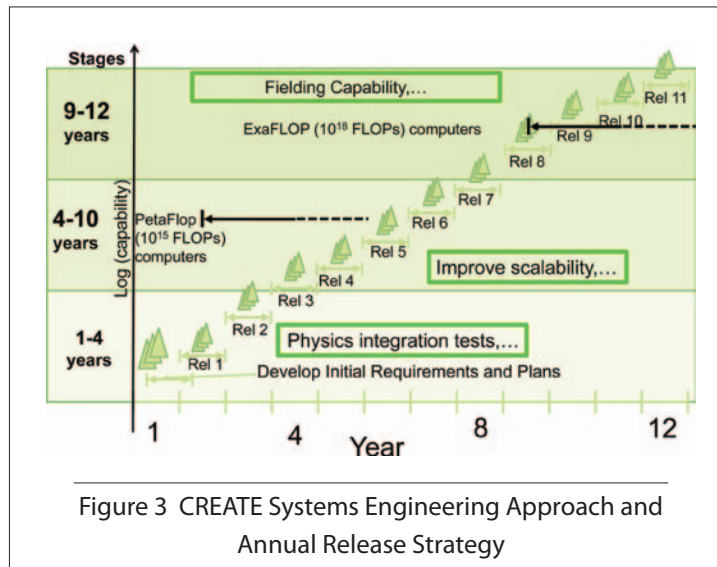 Stages
Fielding Capability,...
9-12
years
ExaFLOP (10¹⁸ FLOPs) computers
Rel 11
Rel 10
Rel 9
Rel 8
Rel 7
4-10
years
Log (capability)
PetaFlop
(10¹⁵ FLOPs)
computers
Rel 6
Rel 5
Improve scalability,...
Rel 4
Rel 3
Rel 2
1-4
years
Physics integration tests,...
Rel 1
Develop Initial Requirements and Plans
1 4 8 12
Year
Figure 3 CREATE Systems Engineering Approach and
Annual Release Strategy